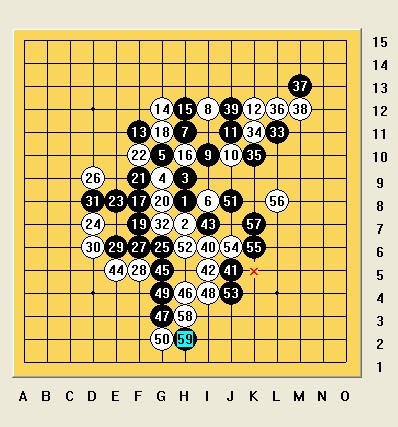 15
14
37 13
14 15 8 39 12 36 38 12
13 18 7 11 34 33 11
22 5 16 9 10 35 10
26 21 4 3 9
31 23 17 20 1 6 51 56 8
24 19 32 2 43 57 7
30 29 27 25 52 40 54 55 6
44 28 45 42 41 × 5
49 46 48 53 4
47 58 3
50 59 2
1
A B C D E F G H I J K L M N O